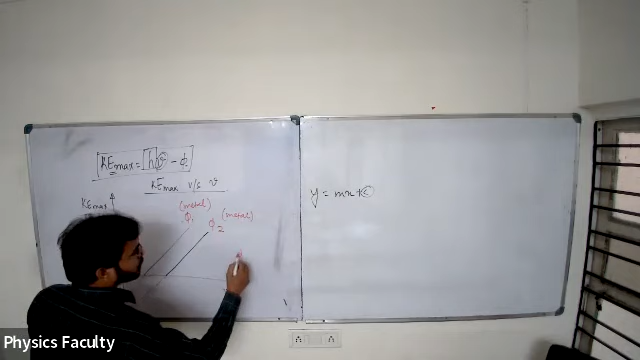 KEmax = hν - ϕ
KEmax v/s ν
KEmax
(metal)
ϕ₁
(metal)
ϕ₂
y = mx + c
Physics Faculty